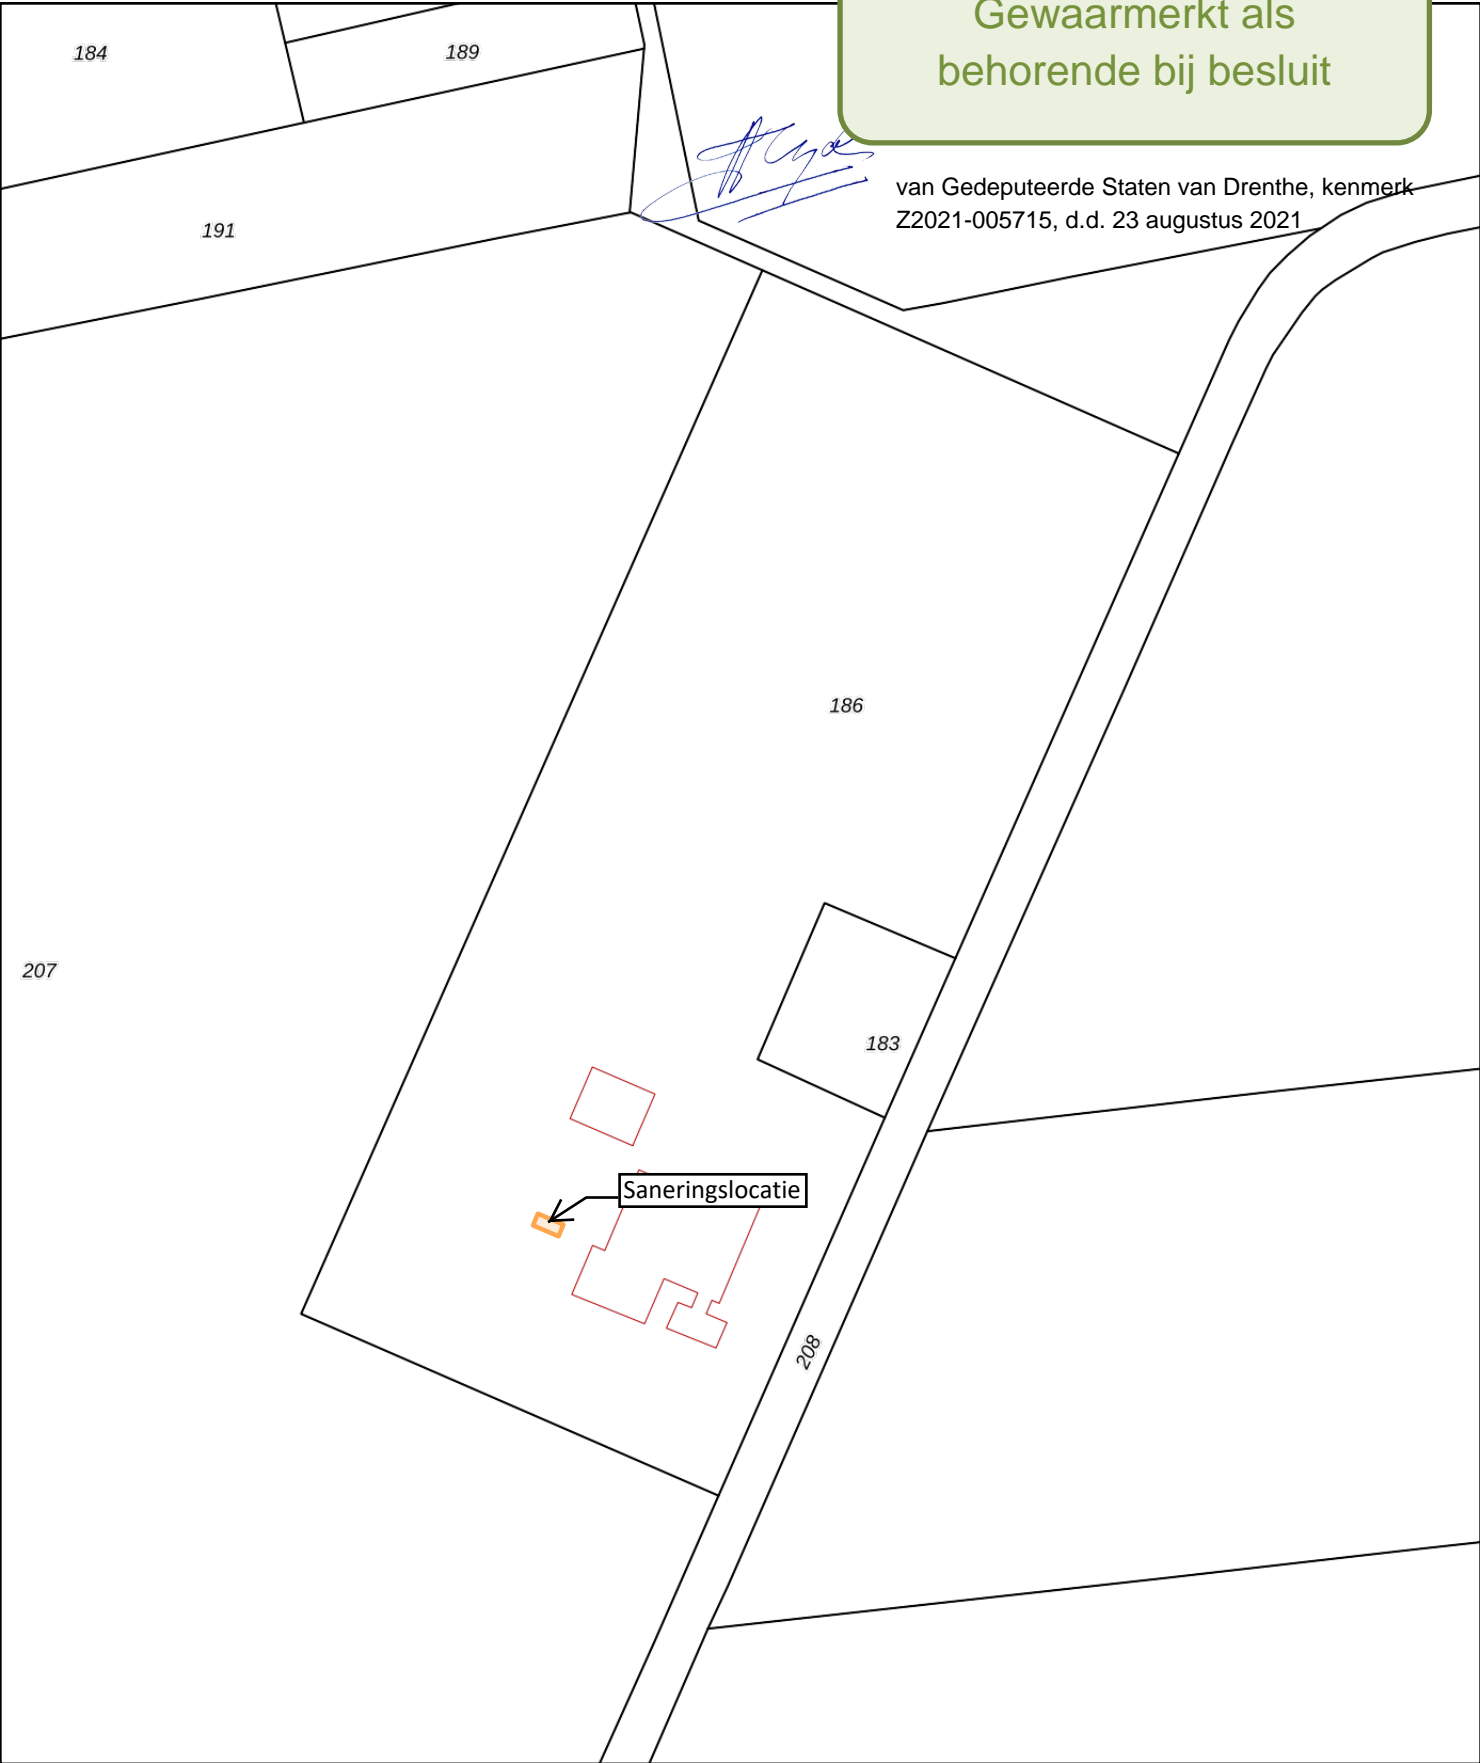 Gewaarmerkt als
behorende bij besluit
184
189
van Gedeputeerde Staten van Drenthe, kenmerk
Z2021-005715, d.d. 23 augustus 2021
191
186
207
183
Saneringslocatie
208